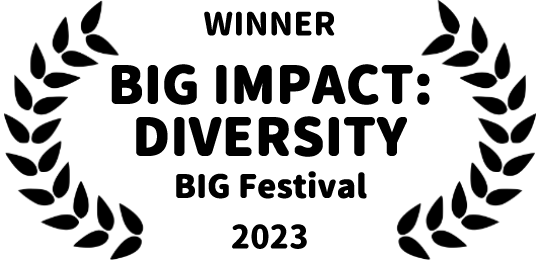 WINNER
BIG IMPACT:
DIVERSITY
BIG Festival
2023